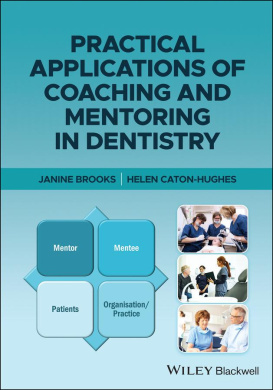 PRACTICAL
APPLICATIONS OF
COACHING AND
MENTORING
IN DENTISTRY
JANINE BROOKS | HELEN CATON-HUGHES
Mentor
Mentee
Patients
Organisation/
Practice
WILEY Blackwell